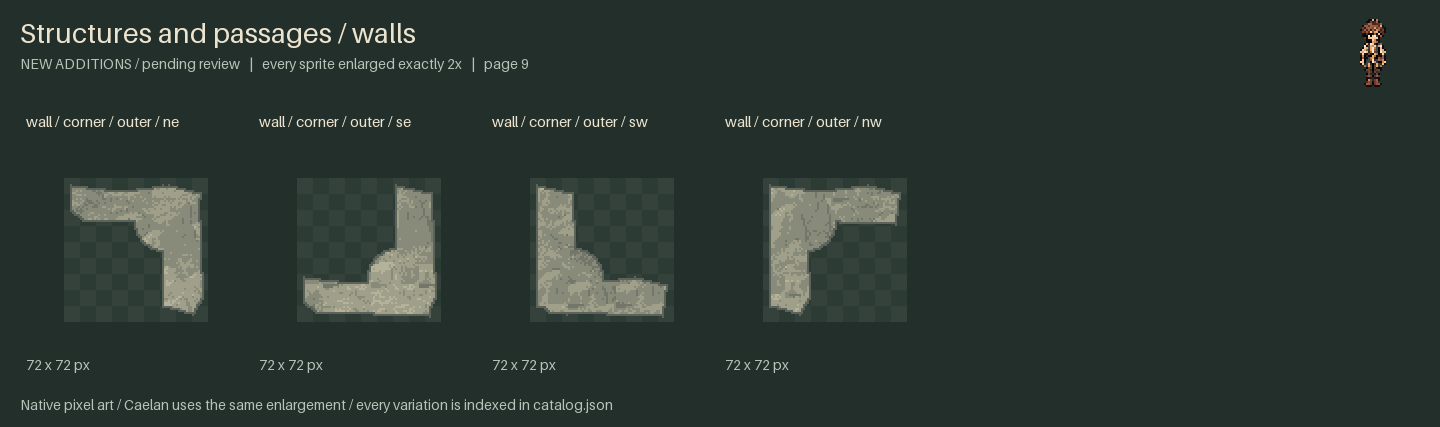 Structures and passages / walls
NEW ADDITIONS / pending review | every sprite enlarged exactly 2x | page 9
wall / corner / outer / ne
wall / corner / outer / se
wall / corner / outer / sw
wall / corner / outer / nw
72 x 72 px
72 x 72 px
72 x 72 px
72 x 72 px
Native pixel art / Caelan uses the same enlargement / every variation is indexed in catalog.json